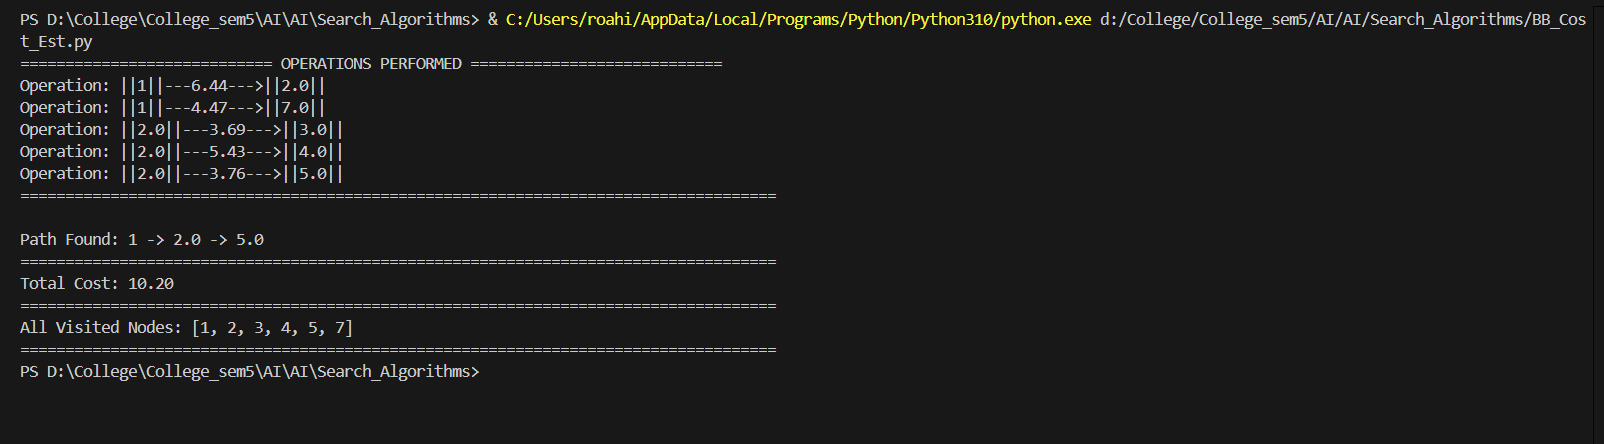 PS D:\College\College_sem5\AI\AI\Search_Algorithms> & C:/Users/roahi/AppData/Local/Programs/Python/Python310/python.exe d:/College/College_sem5/AI/AI/Search_Algorithms/BB_Cos
t_Est.py
============================ OPERATIONS PERFORMED ============================
Operation: ||1||---6.44--->||2.0||
Operation: ||1||---4.47--->||7.0||
Operation: ||2.0||---3.69--->||3.0||
Operation: ||2.0||---5.43--->||4.0||
Operation: ||2.0||---3.76--->||5.0||
====================================================================================

Path Found: 1 -> 2.0 -> 5.0
====================================================================================
Total Cost: 10.20
====================================================================================
All Visited Nodes: [1, 2, 3, 4, 5, 7]
====================================================================================
PS D:\College\College_sem5\AI\AI\Search_Algorithms>